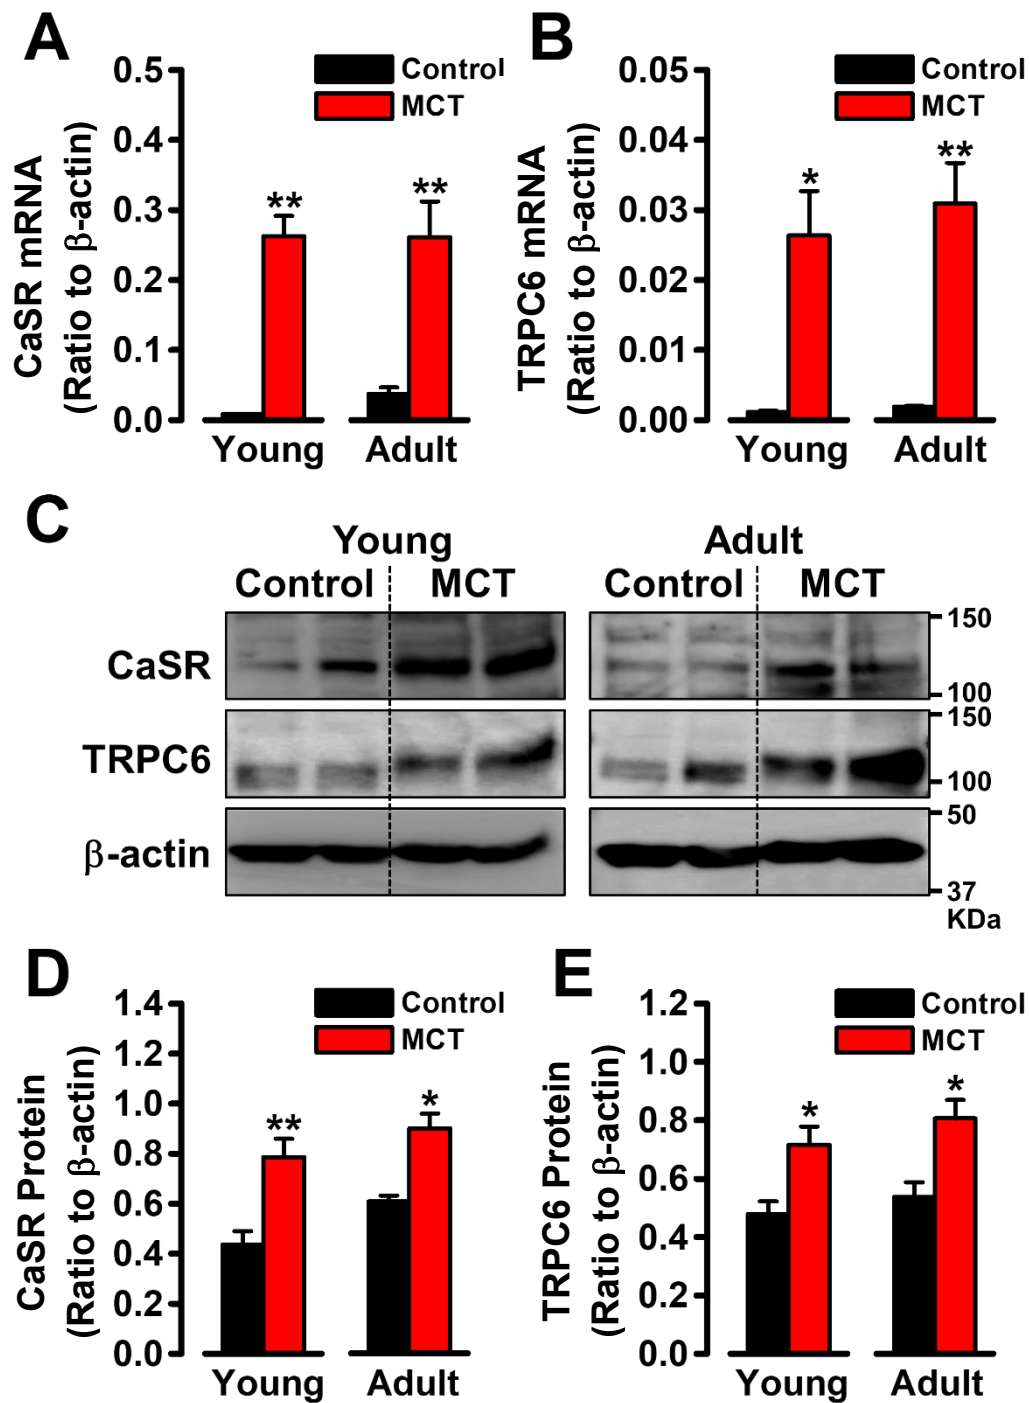 A
CaSR mRNA
(Ratio to β-actin)
0.5
0.4
0.3
0.2
0.1
0.0
Control
MCT
**
**
Young
Adult
B
TRPC6 mRNA
(Ratio to β-actin)
0.05
0.04
0.03
0.02
0.01
0.00
Control
MCT
*
**
Young
Adult
C
Young
Adult
Control
MCT
Control
MCT
CaSR
150
100
TRPC6
150
100
β-actin
50
37
KDa
D
CaSR Protein
(Ratio to β-actin)
1.4
1.2
1.0
0.8
0.6
0.4
0.2
0.0
Control
MCT
**
*
Young
Adult
E
TRPC6 Protein
(Ratio to β-actin)
1.2
1.0
0.8
0.6
0.4
0.2
0.0
Control
MCT
*
*
Young
Adult